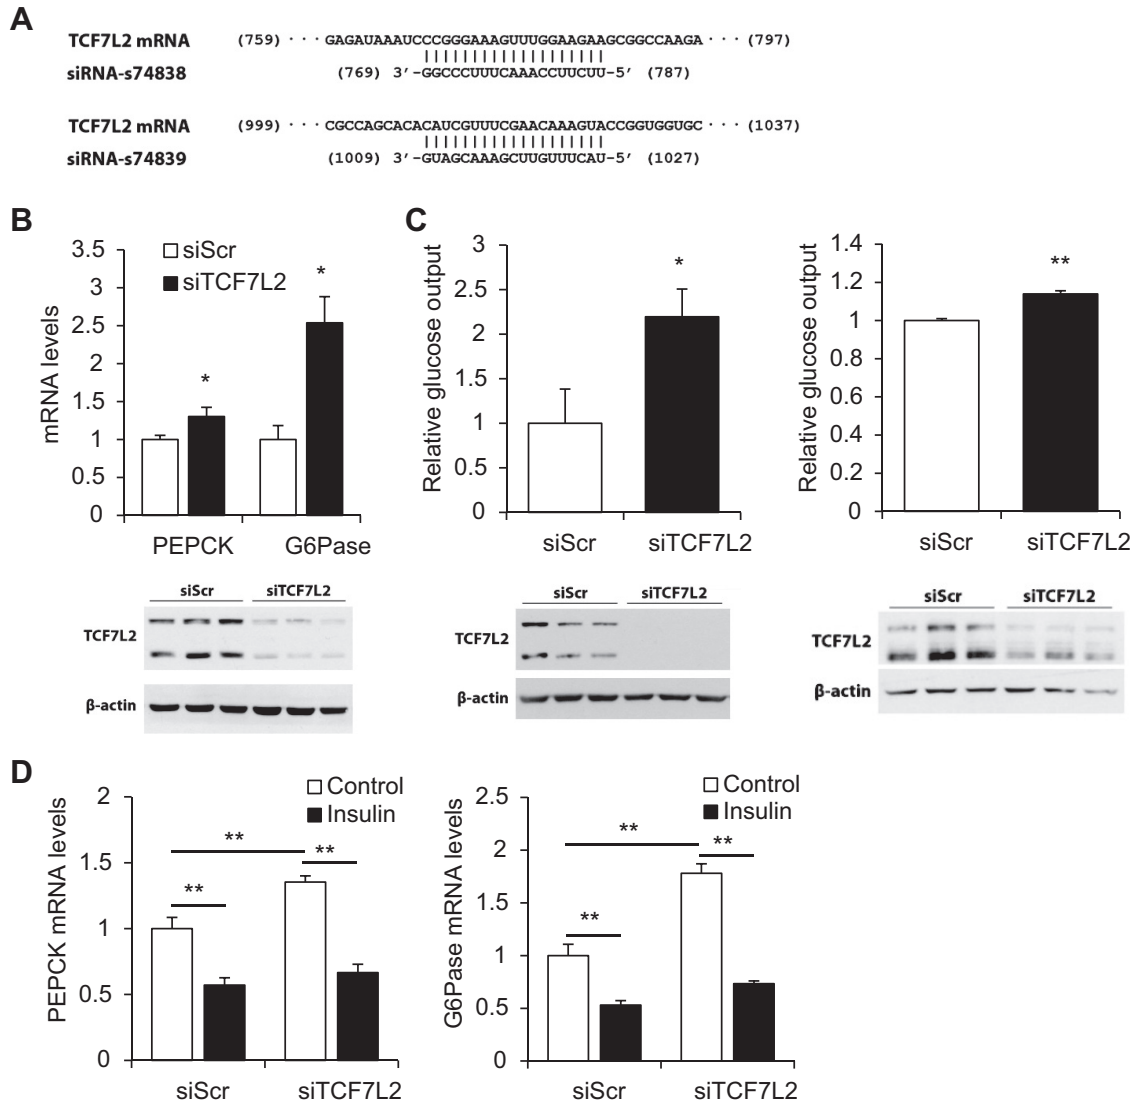 A
TCF7L2 mRNA (759) ··· GAGAUAAAUCCCGGGAAAGUUUGGAAGAAGCGGCCAAGA ··· (797)
siRNA-s74838 (769) 3’-GGCCCUUUCAAACCUUCUU-5’ (787)
TCF7L2 mRNA (999) ··· CGCCAGCACACAUCGUUUCGAACAAAGUACCGGUGGUGC ··· (1037)
siRNA-s74839 (1009) 3’-GUAGCAAAGCUUGUUUCAU-5’ (1027)
B
siScr
siTCF7L2
mRNA levels
3.5
3
2.5
2
1.5
1
0.5
0
*
*
PEPCK G6Pase
siScr siTCF7L2
TCF7L2
β-actin
C
Relative glucose output
3
2.5
2
1.5
1
0.5
0
*
siScr siTCF7L2
siScr siTCF7L2
TCF7L2
β-actin
Relative glucose output
1.4
1.2
1
0.8
0.6
0.4
0.2
0
**
siScr siTCF7L2
siScr siTCF7L2
TCF7L2
β-actin
D
Control
Insulin
PEPCK mRNA levels
2
1.5
1
0.5
0
**
**
**
siScr siTCF7L2
Control
Insulin
G6Pase mRNA levels
2.5
2
1.5
1
0.5
0
**
**
**
siScr siTCF7L2